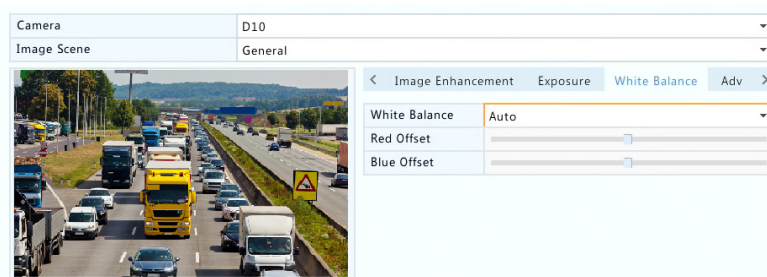 Camera D10
Image Scene General
Image Enhancement Exposure White Balance Adv
White Balance Auto
Red Offset
Blue Offset